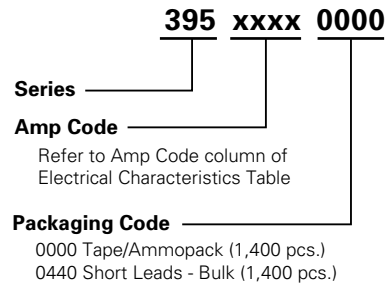 395 xxxx 0000
Series
Amp Code
Refer to Amp Code column of
Electrical Characteristics Table
Packaging Code
0000 Tape/Ammopack (1,400 pcs.)
0440 Short Leads - Bulk (1,400 pcs.)